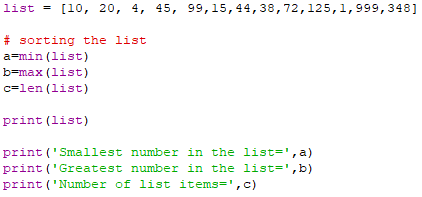 list = [10, 20, 4, 45, 99,15,44,38,72,125,1,999,348]
# sorting the list
a=min(list)
b=max(list)
c=len(list)
print(list)
print('Smallest number in the list=',a)
print('Greatest number in the list=',b)
print('Number of list items=',c)